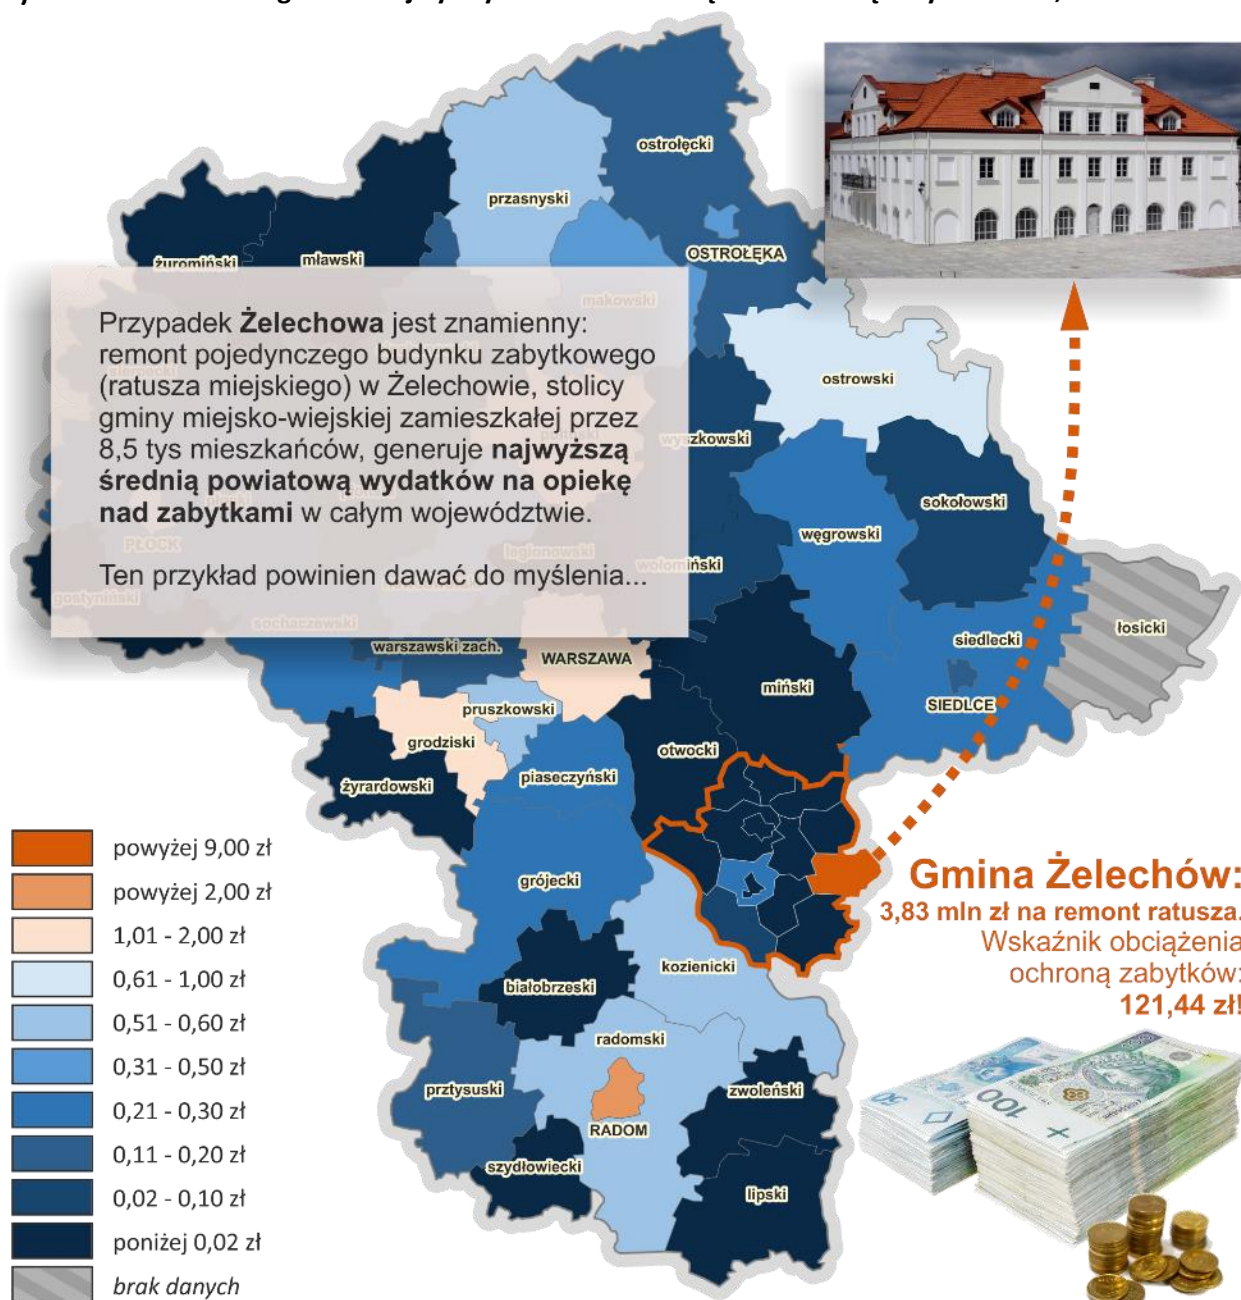 ostrołęcki
przasnyski
OSTROŁĘKA
żuromiński
mławski
makowski
Przypadek Żelechowa jest znamienny:
remont pojedynczego budynku zabytkowego
(ratusza miejskiego) w Żelechowie, stolicy
gminy miejsko-wiejskiej zamieszkałej przez
8,5 tys mieszkańców, generuje najwyższą
średnią powiatową wydatków na opiekę
nad zabytkami w całym województwie.
Ten przykład powinien dawać do myślenia...
sierpecki
ostrowski
wyszkowski
sokołowski
węgrowski
PŁOCK
legionowski
wołomiński
gostyniński
sochaczewski
warszawski zach.
WARSZAWA
siedlecki
łosicki
miński
SIEDLCE
pruszkowski
grodziski
otwocki
piaseczyński
żyrardowski
grójecki
kozienicki
białobrzeski
radomski
prztysuski
zwoleński
RADOM
szydłowiecki
lipski
powyżej 9,00 zł
powyżej 2,00 zł
1,01 - 2,00 zł
0,61 - 1,00 zł
0,51 - 0,60 zł
0,31 - 0,50 zł
0,21 - 0,30 zł
0,11 - 0,20 zł
0,02 - 0,10 zł
poniżej 0,02 zł
brak danych
Gmina Żelechów:
3,83 mln zł na remont ratusza.
Wskaźnik obciążenia
ochroną zabytków:
121,44 zł!
50
100
100